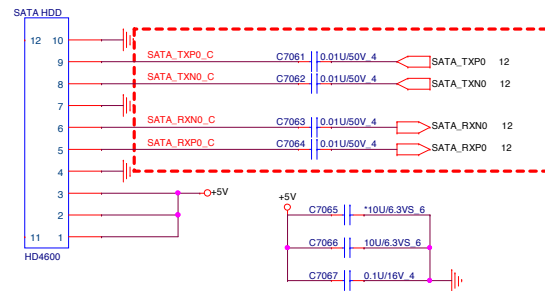 SATA HDD
12 10
9 SATA_TXP0_C C7061 0.01U/50V_4 SATA_TXP0 12
8 SATA_TXN0_C C7062 0.01U/50V_4 SATA_TXN0 12
7
6 SATA_RXN0_C C7063 0.01U/50V_4 SATA_RXN0 12
5 SATA_RXP0_C C7064 0.01U/50V_4 SATA_RXP0 12
4
3 +5V
+5V
2 C7065 *10U/6.3VS_6
11 1
C7066 10U/6.3VS_6
HD4600
C7067 0.1U/16V_4